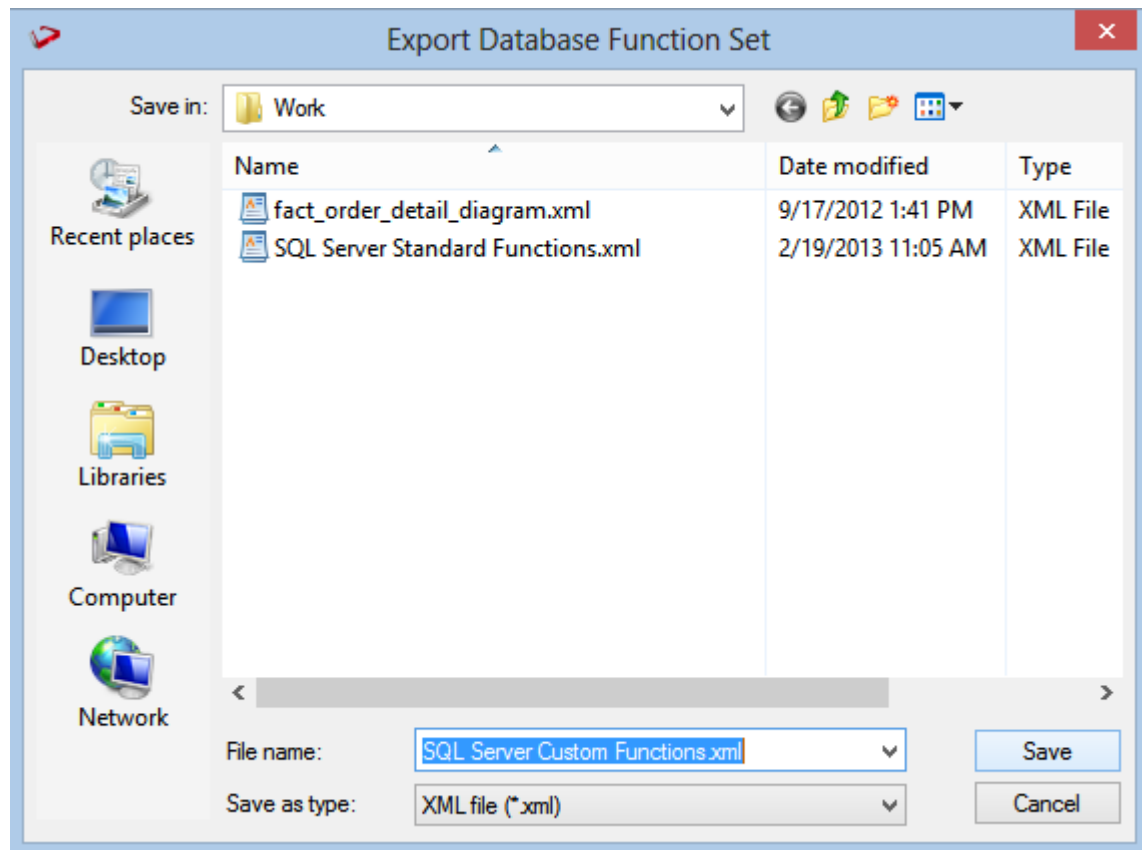 Export Database Function Set
Save in: Work
Name Date modified Type
fact_order_detail_diagram.xml 9/17/2012 1:41 PM XML File
SQL Server Standard Functions.xml 2/19/2013 11:05 AM XML File
Recent places
Desktop
Libraries
Computer
Network
File name: SQL Server Custom Functions.xml Save
Save as type: XML file (*.xml) Cancel